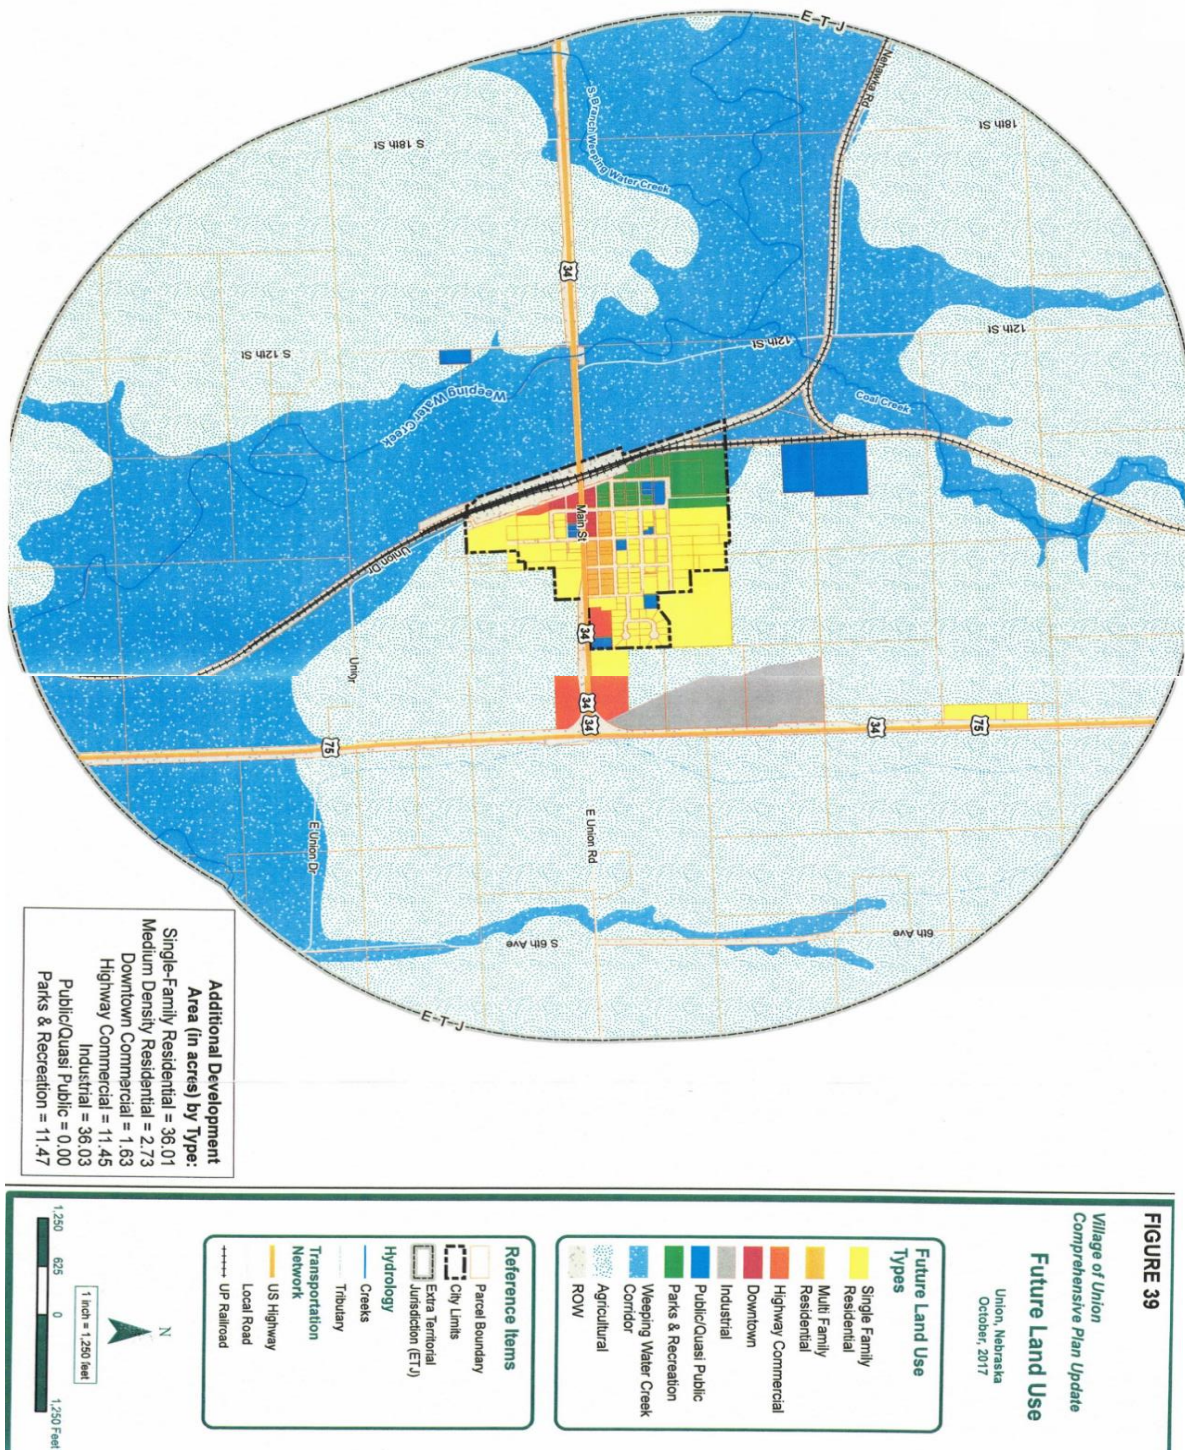 FIGURE 39
Village of Union
Comprehensive Plan Update
Future Land Use
Union, Nebraska
October, 2017
Future Land Use
Types
Single Family
Residential
Multi Family
Residential
Highway Commercial
Downtown
Industrial
Public/Quasi Public
Parks & Recreation
Weeping Water Creek
Corridor
Agricultural
ROW
Reference Items
Parcel Boundary
City Limits
Extra Territorial
Jurisdiction (ETJ)
Hydrology
Creeks
Tributary
Transportation
Network
US Highway
Local Road
UP Railroad
N
1 inch = 1,250 feet
1,250 625 0 1,250 Feet
Additional Development
Area (in acres) by Type:
Single-Family Residential = 36.01
Medium Density Residential = 2.73
Downtown Commercial = 1.63
Highway Commercial = 11.45
Industrial = 36.03
Public/Quasi Public = 0.00
Parks & Recreation = 11.47
ETJ
Nehawka Rd
18th St
S 18th St
S Branch Weeping Water Creek
34
12th St
12th St
S 12th St
Weeping Water Creek
Coal Creek
Main St
Union Dr
34
34
34
34
75
75
E Union Rd
E Union Dr
S 6th Ave
6th Ave
ETJ